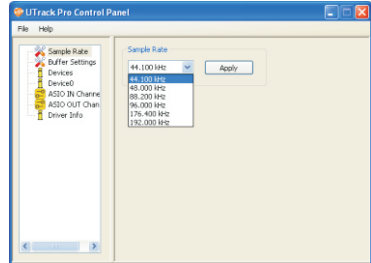 UTrack Pro Control Panel
File Help
Sample Rate
Buffer Settings
Devices
Device0
ASIO IN Channe
ASIO OUT Chan
Driver Info
Sample Rate
44.100 kHz
Apply
44.100 kHz
48.000 kHz
88.200 kHz
96.000 kHz
176.400 kHz
192.000 kHz